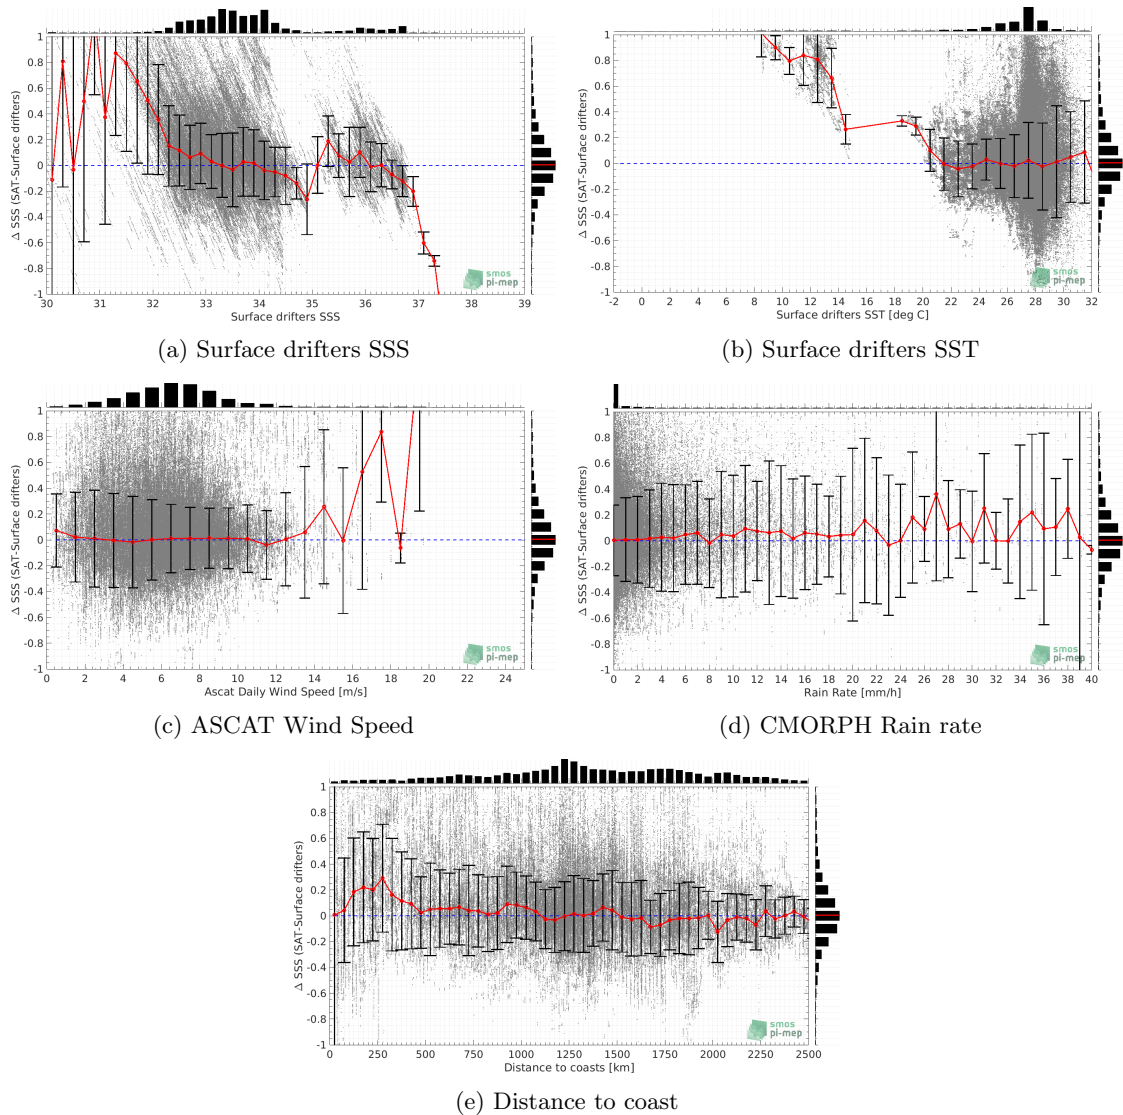 1
0.8
0.6
0.4
0.2
0
-0.2
-0.4
-0.6
-0.8
-1
Δ SSS (SAT-Surface drifters)
smos
pi-mep
30 31 32 33 34 35 36 37 38 39
Surface drifters SSS
(a) Surface drifters SSS
1
0.8
0.6
0.4
0.2
0
-0.2
-0.4
-0.6
-0.8
-1
Δ SSS (SAT-Surface drifters)
smos
pi-mep
-2 0 2 4 6 8 10 12 14 16 18 20 22 24 26 28 30 32
Surface drifters SST [deg C]
(b) Surface drifters SST
1
0.8
0.6
0.4
0.2
0
-0.2
-0.4
-0.6
-0.8
-1
Δ SSS (SAT-Surface drifters)
smos
pi-mep
0 2 4 6 8 10 12 14 16 18 20 22 24
Ascat Daily Wind Speed [m/s]
(c) ASCAT Wind Speed
1
0.8
0.6
0.4
0.2
0
-0.2
-0.4
-0.6
-0.8
-1
Δ SSS (SAT-Surface drifters)
smos
pi-mep
0 2 4 6 8 10 12 14 16 18 20 22 24 26 28 30 32 34 36 38 40
Rain Rate [mm/h]
(d) CMORPH Rain rate
1
0.8
0.6
0.4
0.2
0
-0.2
-0.4
-0.6
-0.8
-1
Δ SSS (SAT-Surface drifters)
smos
pi-mep
0 250 500 750 1000 1250 1500 1750 2000 2250 2500
Distance to coasts [km]
(e) Distance to coast